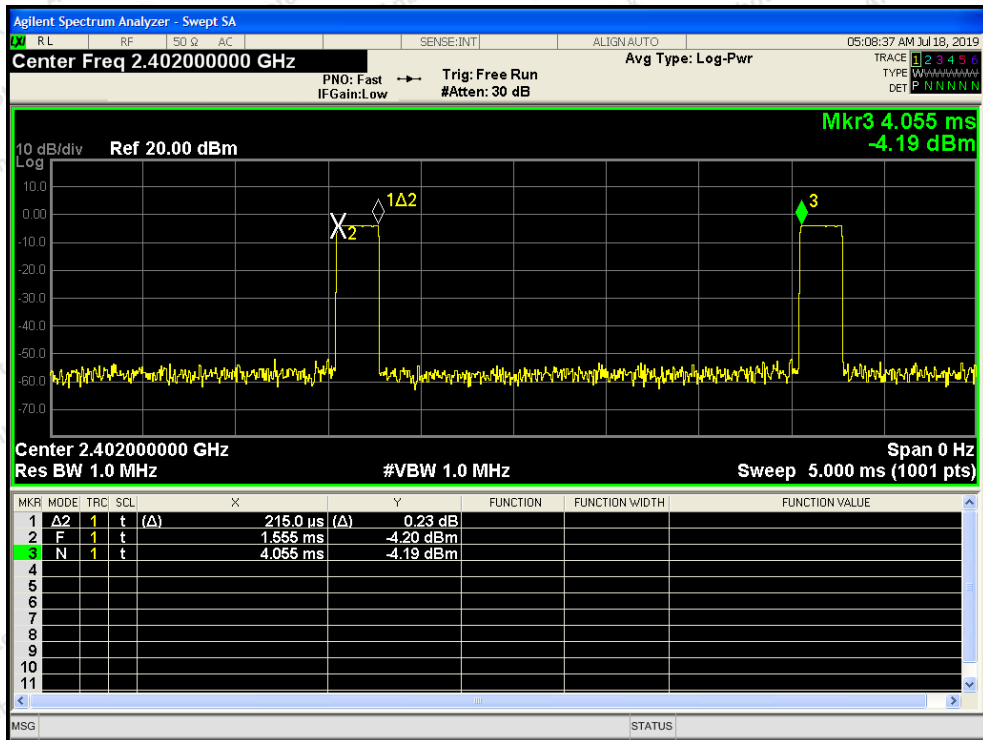 Agilent Spectrum Analyzer - Swept SA
LXI RL RF 50 Ω AC SENSE:INT ALIGN AUTO 05:08:37 AM Jul 18, 2019
Center Freq 2.402000000 GHz
PNO: Fast
IFGain:Low
Trig: Free Run
#Atten: 30 dB
Avg Type: Log-Pwr
TRACE 1 2 3 4 5 6
TYPE WWWWWW
DET P N N N N N
Mkr3 4.055 ms
-4.19 dBm
10 dB/div Ref 20.00 dBm
Log
10.0
0.00
-10.0
-20.0
-30.0
-40.0
-50.0
-60.0
-70.0
X2
1Δ2
3
Center 2.402000000 GHz Span 0 Hz
Res BW 1.0 MHz #VBW 1.0 MHz Sweep 5.000 ms (1001 pts)
MKR MODE TRC SCL X Y FUNCTION FUNCTION WIDTH FUNCTION VALUE
1 Δ2 1 t (Δ) 215.0 µs (Δ) 0.23 dB
2 F 1 t 1.555 ms -4.20 dBm
3 N 1 t 4.055 ms -4.19 dBm
4
5
6
7
8
9
10
11
MSG STATUS